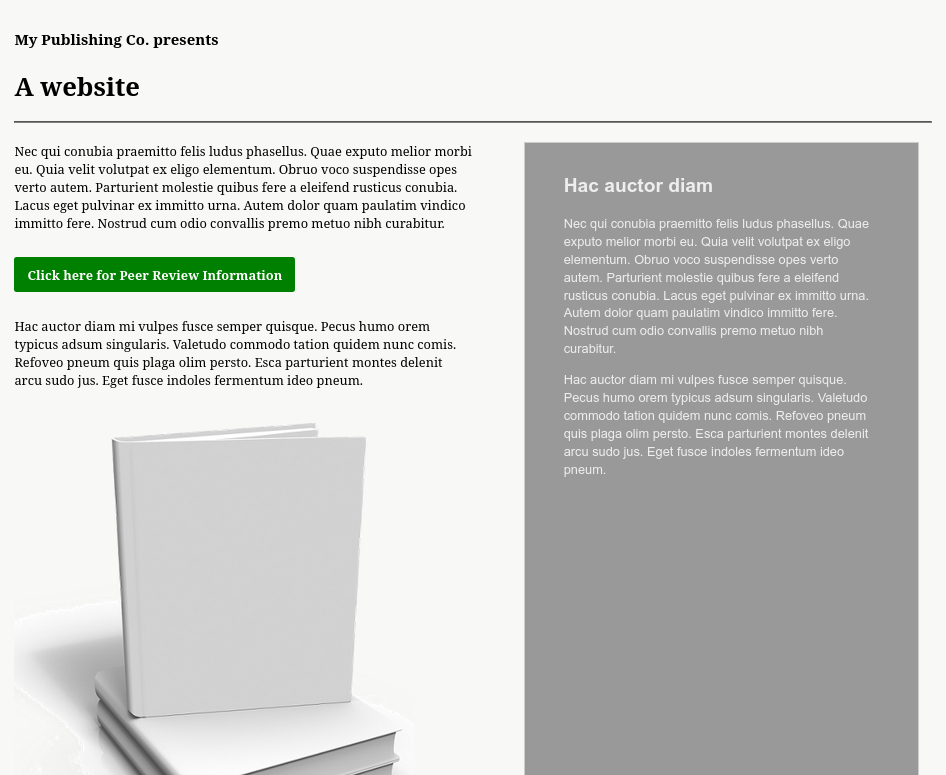 My Publishing Co. presents
A website
Nec qui conubia praemitto felis ludus phasellus. Quae exputo melior morbi
eu. Quia velit volutpat ex eligo elementum. Obruo voco suspendisse opes
verto autem. Parturient molestie quibus fere a eleifend rusticus conubia.
Lacus eget pulvinar ex immitto urna. Autem dolor quam paulatim vindico
immitto fere. Nostrud cum odio convallis premo metuo nibh curabitur.
Click here for Peer Review Information
Hac auctor diam mi vulpes fusce semper quisque. Pecus humo orem
typicus adsum singularis. Valetudo commodo tation quidem nunc comis.
Refoveo pneum quis plaga olim persto. Esca parturient montes delenit
arcu sudo jus. Eget fusce indoles fermentum ideo pneum.
Hac auctor diam
Nec qui conubia praemitto felis ludus phasellus. Quae
exputo melior morbi eu. Quia velit volutpat ex eligo
elementum. Obruo voco suspendisse opes verto
autem. Parturient molestie quibus fere a eleifend
rusticus conubia. Lacus eget pulvinar ex immitto urna.
Autem dolor quam paulatim vindico immitto fere.
Nostrud cum odio convallis premo metuo nibh
curabitur.
Hac auctor diam mi vulpes fusce semper quisque.
Pecus humo orem typicus adsum singularis. Valetudo
commodo tation quidem nunc comis. Refoveo pneum
quis plaga olim persto. Esca parturient montes delenit
arcu sudo jus. Eget fusce indoles fermentum ideo
pneum.